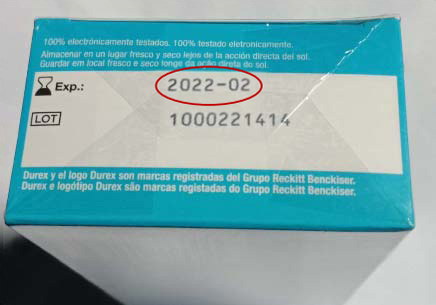 100% electrónicamente testados. 100% testado eletronicamente.
Almacenar en un lugar fresco y seco lejos de la acción directa del sol.
Guardar em local fresco e seco longe da ação direta do sol.
Exp.: 2022-02
LOT 1000221414
Durex y el logo Durex son marcas registradas del Grupo Reckitt Benckiser.
Durex e logótipo Durex são marcas registadas do Grupo Reckitt Benckiser.